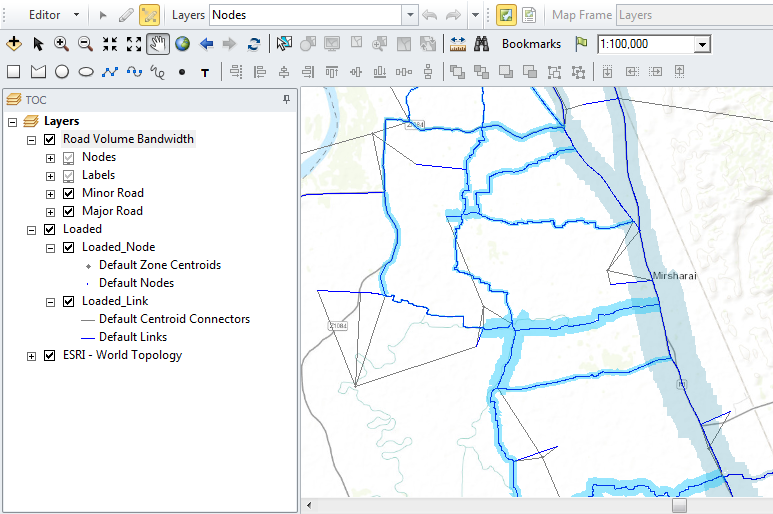 Editor Layers Nodes Map Frame Layers
Bookmarks 1:100,000
T
TOC
Layers
Road Volume Bandwidth
Nodes
Labels
Minor Road
Major Road
Loaded
Loaded_Node
Default Zone Centroids
Default Nodes
Loaded_Link
Default Centroid Connectors
Default Links
ESRI - World Topology
Z1084
Mirsharai
Z1084